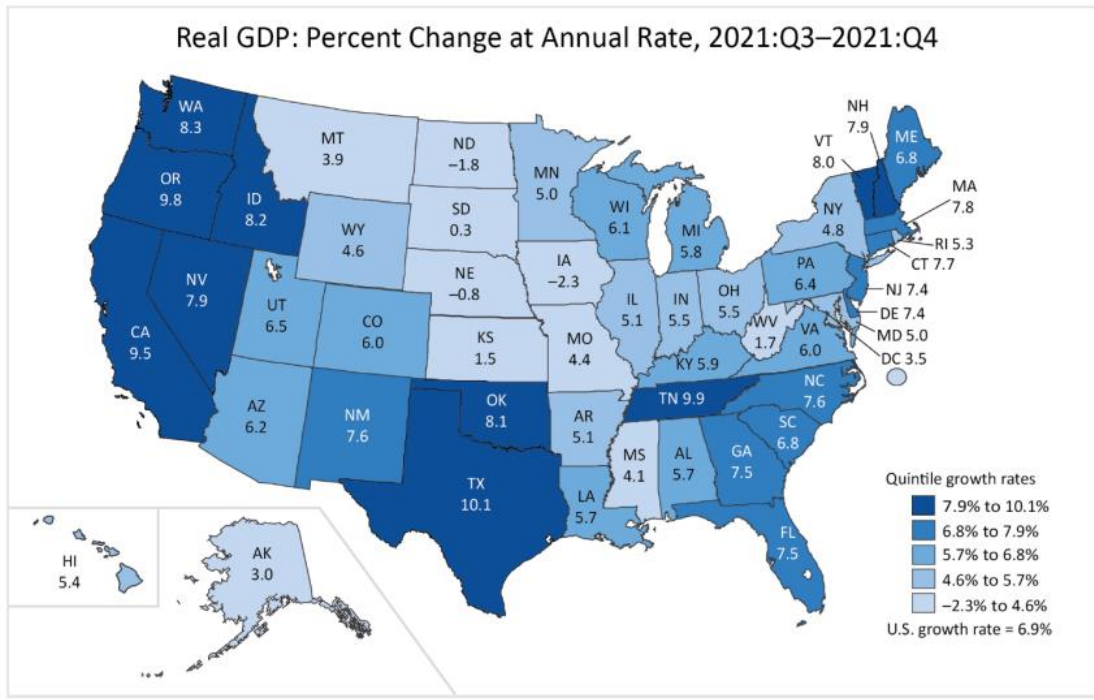 Real GDP: Percent Change at Annual Rate, 2021:Q3–2021:Q4
WA
8.3
MT
3.9
ND
–1.8
MN
5.0
NH
7.9
VT
8.0
ME
6.8
OR
9.8
ID
8.2
SD
0.3
WI
6.1
MI
5.8
NY
4.8
MA
7.8
RI 5.3
CT 7.7
WY
4.6
NE
–0.8
IA
–2.3
PA
6.4
NJ 7.4
DE 7.4
MD 5.0
DC 3.5
NV
7.9
UT
6.5
CO
6.0
KS
1.5
MO
4.4
IL
5.1
IN
5.5
OH
5.5
WV
1.7
VA
6.0
CA
9.5
KY 5.9
AZ
6.2
NM
7.6
OK
8.1
AR
5.1
TN 9.9
NC
7.6
SC
6.8
TX
10.1
LA
5.7
MS
4.1
AL
5.7
GA
7.5
FL
7.5
HI
5.4
AK
3.0
Quintile growth rates
7.9% to 10.1%
6.8% to 7.9%
5.7% to 6.8%
4.6% to 5.7%
–2.3% to 4.6%
U.S. growth rate = 6.9%